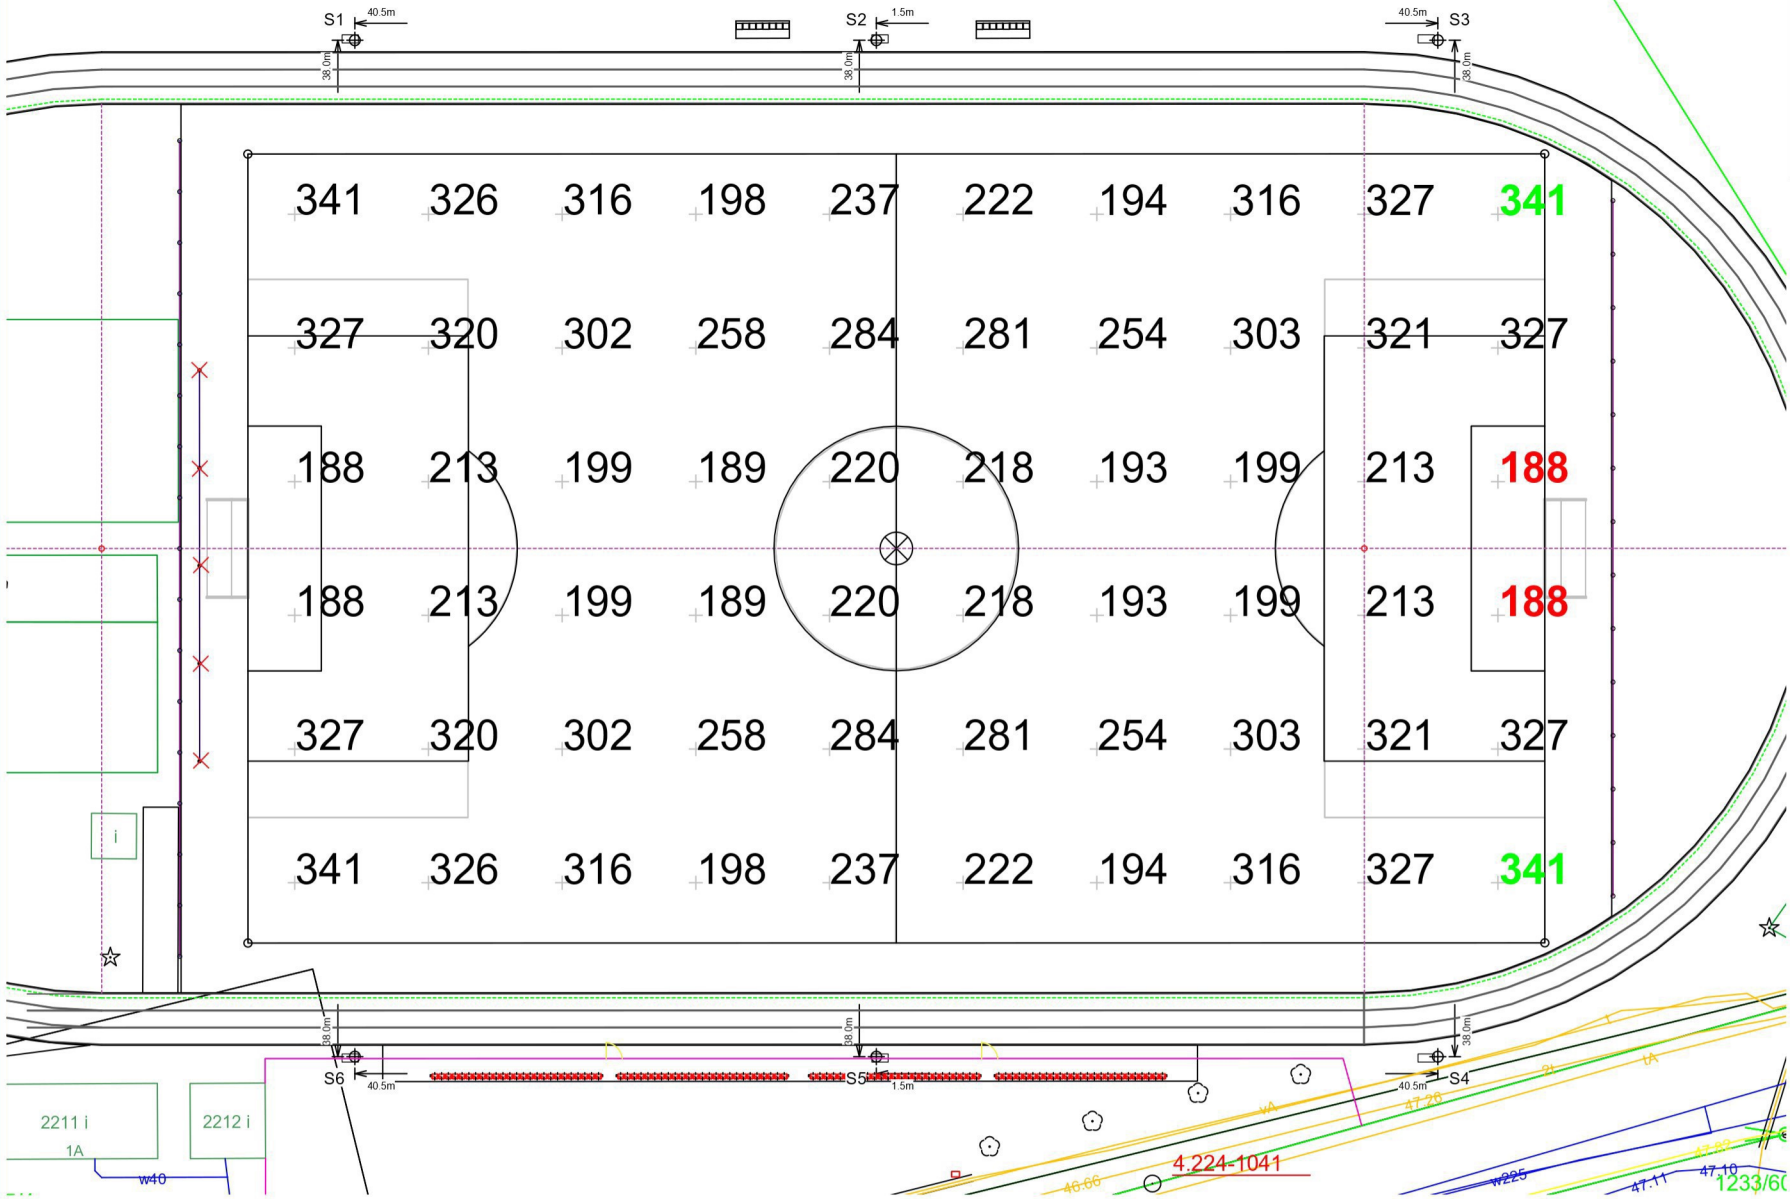 S1 40.5m S2 1.5m 40.5m S3
38.0m 38.0m 38.0m
341 326 316 198 237 222 194 316 327 341
327 320 302 258 284 281 254 303 321 327
188 213 199 189 220 218 193 199 213 188
188 213 199 189 220 218 193 199 213 188
327 320 302 258 284 281 254 303 321 327
i
341 326 316 198 237 222 194 316 327 341
38.0m 38.0m 38.0m
S6 40.5m S5 1.5m 40.5m S4
tA
vA 47.26
2211 i 2212 i
1A
4.224-1041
w40 46.66 w225 47.11 47.10
1233/60